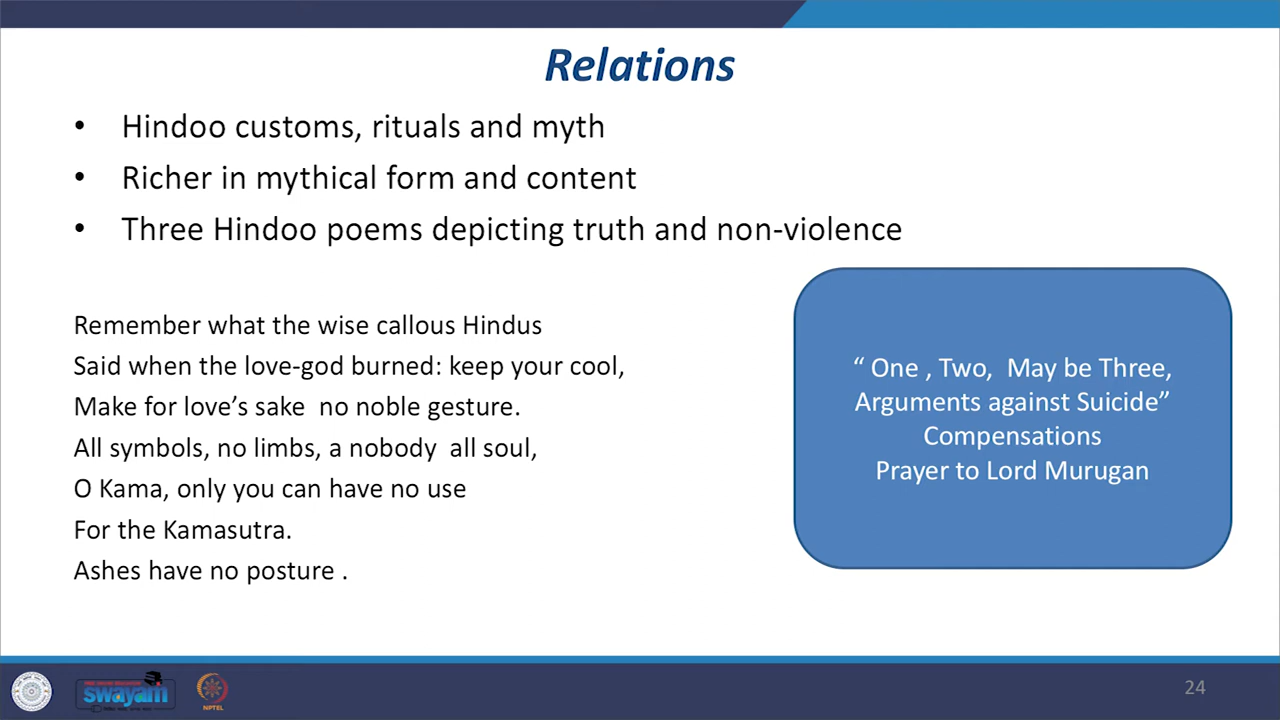 Relations
• Hindoo customs, rituals and myth
• Richer in mythical form and content
• Three Hindoo poems depicting truth and non-violence
Remember what the wise callous Hindus
Said when the love-god burned: keep your cool,
Make for love's sake no noble gesture.
All symbols, no limbs, a nobody all soul,
O Kama, only you can have no use
For the Kamasutra.
Ashes have no posture .
“ One , Two, May be Three,
Arguments against Suicide”
Compensations
Prayer to Lord Murugan
swayam
NPTEL
24